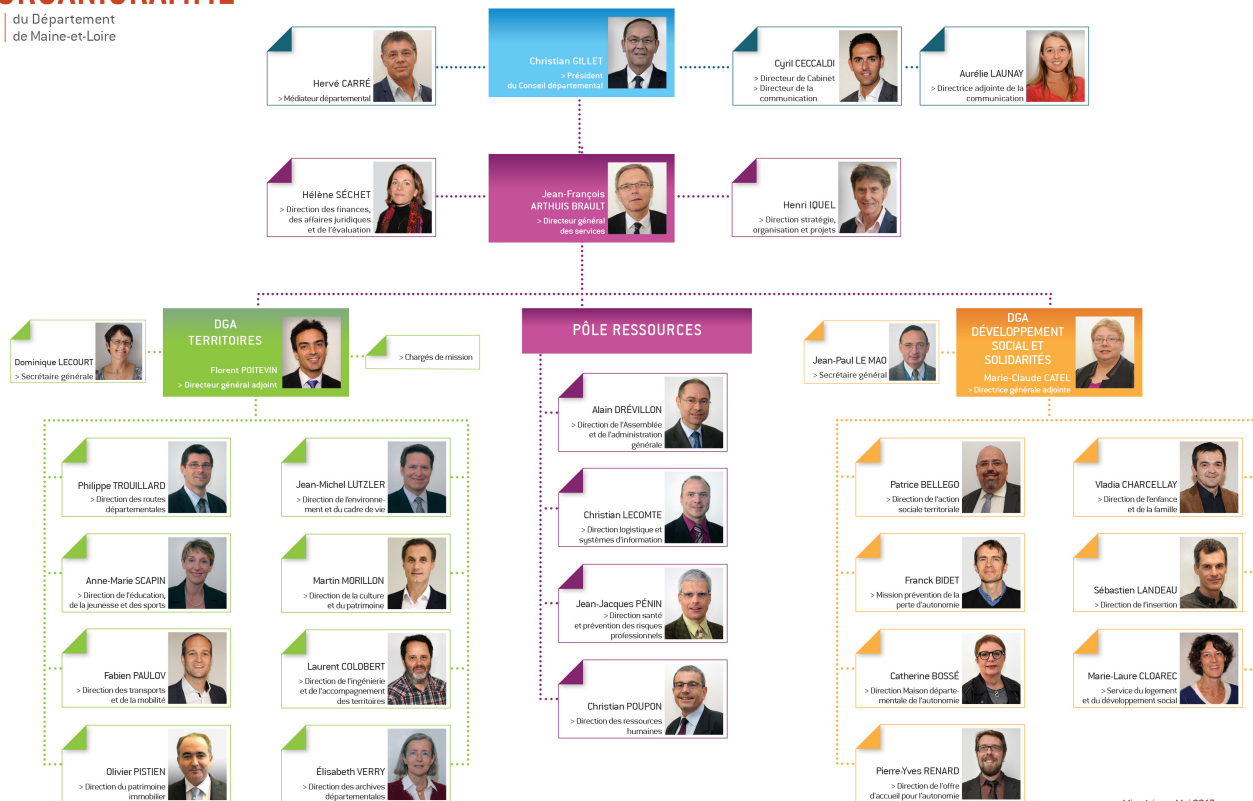 ORGANIGRAMME
du Département
de Maine-et-Loire
Hervé CARRÉ
> Médiateur départemental
Christian GILLET
> Président
du Conseil départemental
Cyril CECCALDI
> Directeur de Cabinet
> Directeur de la
communication
Aurélie LAUNAY
> Directrice adjointe de la
communication
Hélène SÉCHET
> Direction des finances,
des affaires juridiques
et de l'évaluation
Jean-François
ARTHUIS BRAULT
> Directeur général
des services
Henri IQUEL
> Direction stratégie,
organisation et projets
Dominique LECOURT
> Secrétaire générale
DGA
TERRITOIRES
Florent POITEVIN
> Directeur général adjoint
> Chargés de mission
PÔLE RESSOURCES
Jean-Paul LE MAO
> Secrétaire général
DGA
DÉVELOPPEMENT
SOCIAL ET
SOLIDARITÉS
Marie-Claude CATEL
> Directrice générale adjointe
Philippe TROUILLARD
> Direction des routes
départementales
Jean-Michel LUTZLER
> Direction de l'environne-
ment et du cadre de vie
Anne-Marie SCAPIN
> Direction de l'éducation,
de la jeunesse et des sports
Martin MORILLON
> Direction de la culture
et du patrimoine
Fabien PAULOV
> Direction des transports
et de la mobilité
Laurent COLOBERT
> Direction de l'ingénierie
et de l'accompagnement
des territoires
Olivier PISTIEN
> Direction du patrimoine
immobilier
Élisabeth VERRY
> Direction des archives
départementales
Alain DRÉVILLON
> Direction de l'Assemblée
et de l'administration
générale
Christian LECOMTE
> Direction logistique et
systèmes d'information
Jean-Jacques PÉNIN
> Direction santé
et prévention des risques
professionnels
Christian POUPON
> Direction des ressources
humaines
Patrice BELLEGO
> Direction de l'action
sociale territoriale
Vladia CHARCELLAY
> Direction de l'enfance
et de la famille
Franck BIDET
> Mission prévention de la
perte d'autonomie
Sébastien LANDEAU
> Direction de l'insertion
Catherine BOSSÉ
> Direction Maison départe-
mentale de l'autonomie
Marie-Laure CLOAREC
> Service du logement
et du développement social
Pierre-Yves RENARD
> Direction de l'offre
d'accueil pour l'autonomie